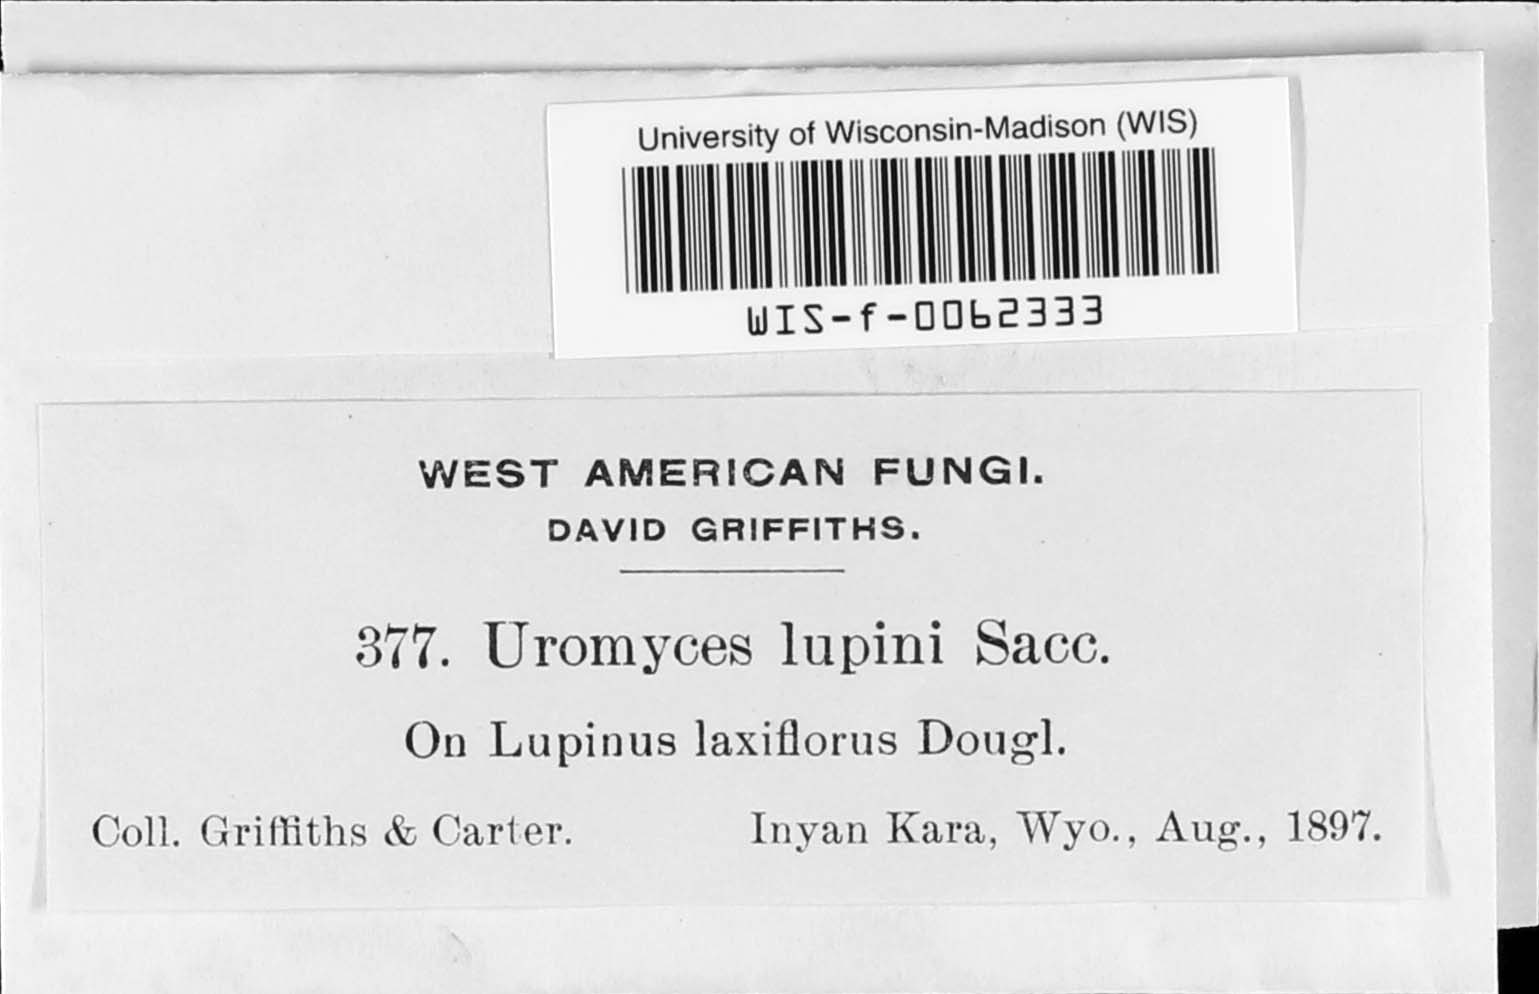 University of Wisconsin-Madison (WIS)
WIS-f-0062333
WEST AMERICAN FUNGI.
DAVID GRIFFITHS.
377. Uromyces lupini Sacc.
On Lupinus laxiflorus Dougl.
Coll. Griffiths & Carter. Inyan Kara, Wyo., Aug., 1897.